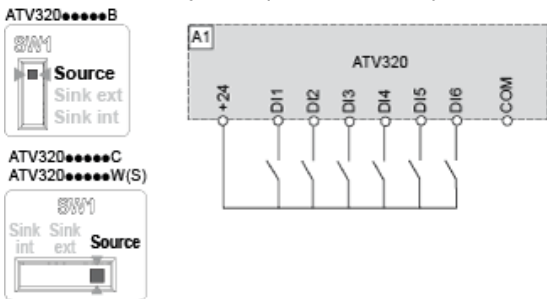 ATV320●●●●●B
SW1
Source
Sink ext
Sink int
ATV320●●●●●C
ATV320●●●●●W(S)
SW1
Sink Sink
int ext Source
A1
ATV320
+24 DI1 DI2 DI3 DI4 DI5 DI6 COM